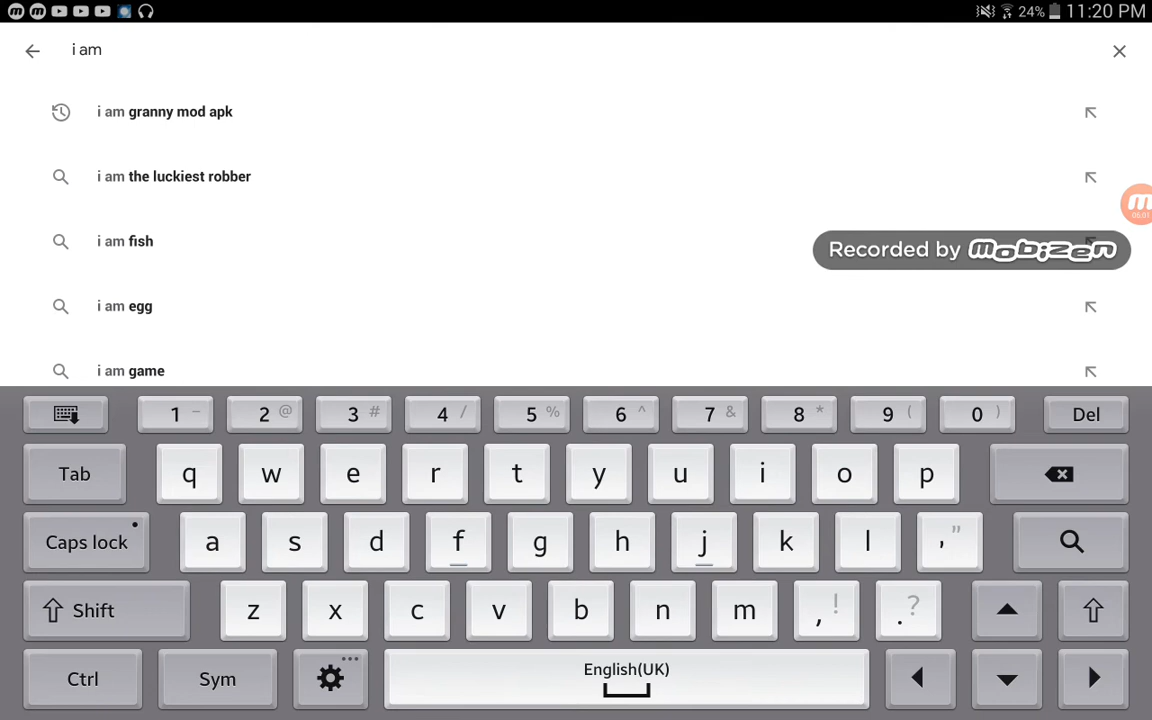 24% 11:20 PM
i am
i am granny mod apk
i am the luckiest robber
06:01
i am fish
Recorded by mobizen
i am egg
i am game
1 - 2 @ 3 # 4 / 5 % 6 ^ 7 & 8 * 9 ( 0 ) Del
Tab q w e r t y u i o p
Caps lock a s d f g h j k l ' "
Shift z x c v b n m , ! . ?
Ctrl Sym English(UK)